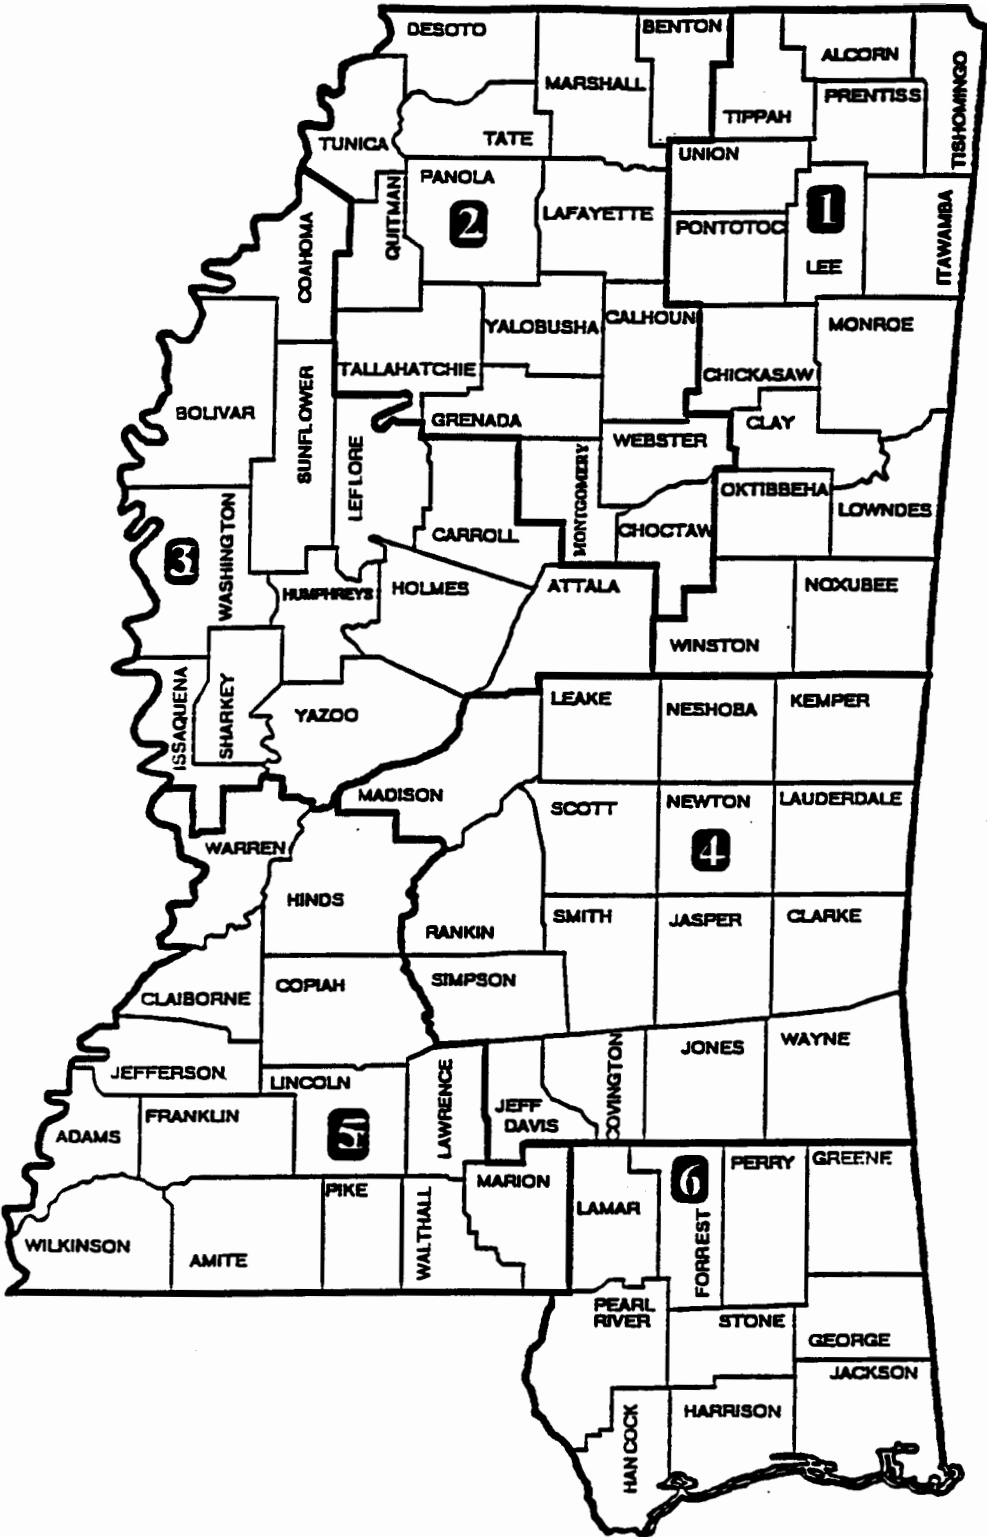 DESOTO
BENTON
ALCORN
MARSHALL
TISHOMINGO
PRENTISS
TIPPAH
TUNICA
TATE
UNION
PANOLA
QUITMAN
2
LAFAYETTE
1
PONTOTOC
ITAWAMBA
COAHOMA
LEE
YALOBUSHA
CALHOUN
MONROE
TALLAHATCHIE
CHICKASAW
BOLIVAR
SUNFLOWER
GRENADA
CLAY
WEBSTER
LEFLORE
MONTGOMERY
OKTIBBEHA
LOWNDES
WASHINGTON
CARROLL
CHOCTAW
3
HUMPHREYS
HOLMES
ATTALA
NOXUBEE
WINSTON
ISSAQUENA
SHARKEY
YAZOO
LEAKE
NESHOBA
KEMPER
MADISON
SCOTT
NEWTON
LAUDERDALE
WARREN
4
HINDS
RANKIN
SMITH
JASPER
CLARKE
CLAIBORNE
COPIAH
SIMPSON
JONES
WAYNE
JEFFERSON
LINCOLN
LAWRENCE
COVINGTON
FRANKLIN
ADAMS
JEFF
DAVIS
MARION
6
PERRY
GREENE
PIKE
WALTHALL
LAMAR
FORREST
WILKINSON
AMITE
PEARL
RIVER
STONE
GEORGE
JACKSON
HARRISON
HANCOCK